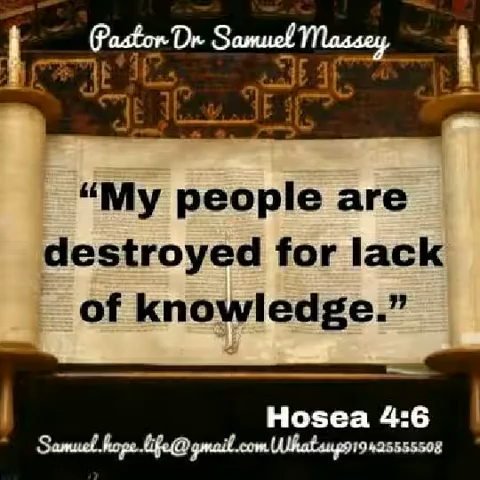 Pastor Dr Samuel Massey
“My people are
destroyed for lack
of knowledge.”
Hosea 4:6
Samuel.hope.life@gmail.com Whatsup919425555508